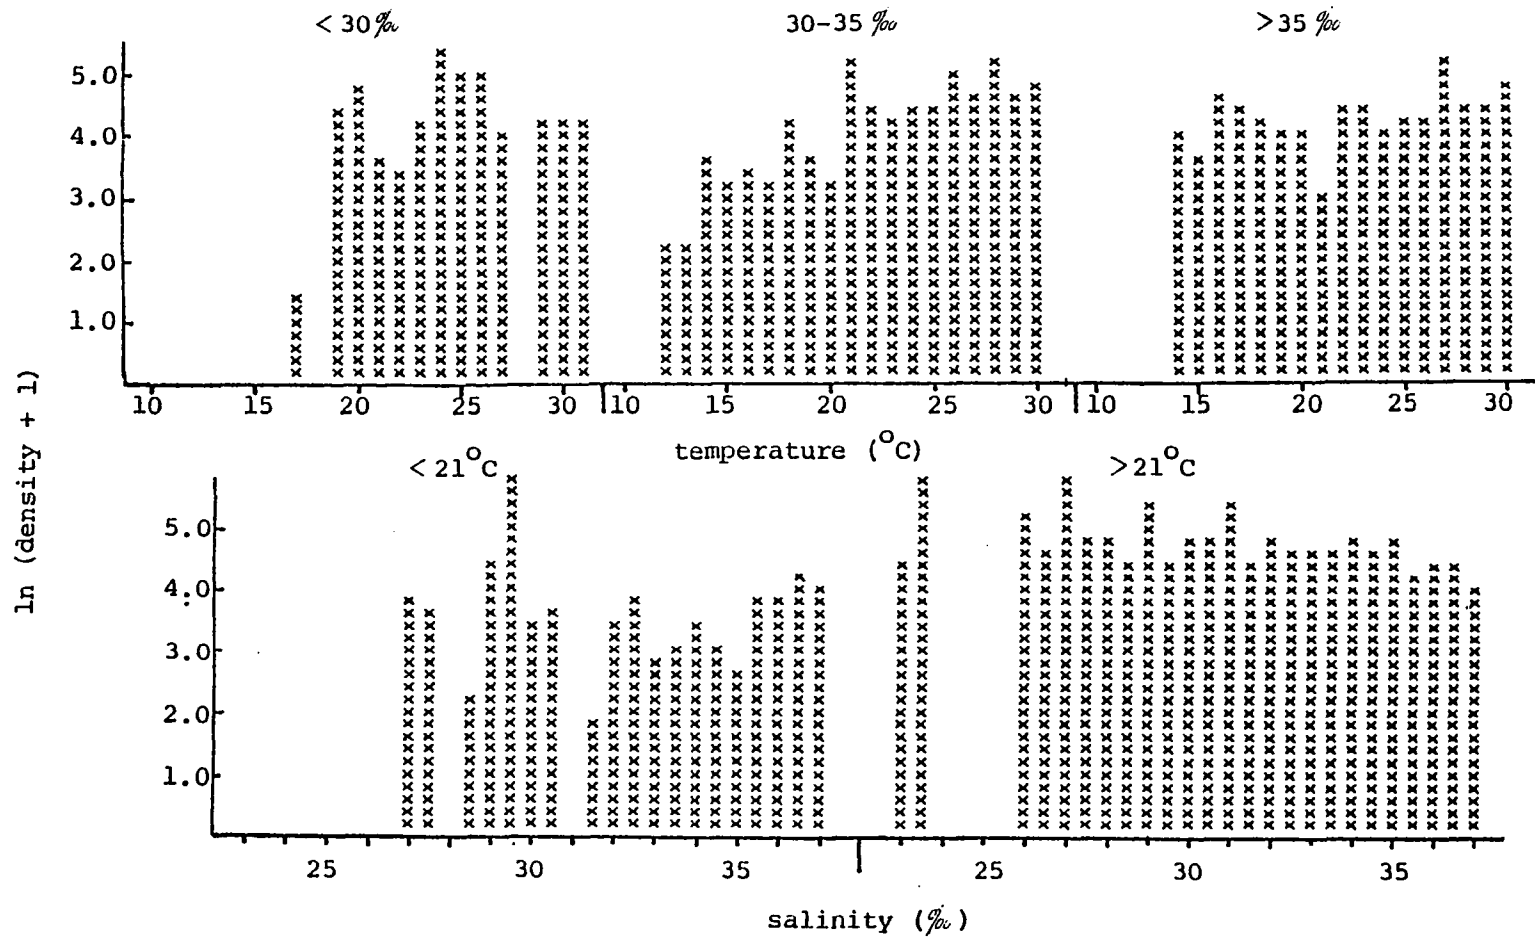 < 30 ‰ 30-35 ‰ > 35 ‰
5.0
4.0
3.0
2.0
1.0
10 15 20 25 30 10 15 20 25 30 10 15 20 25 30
temperature (°C)
ln (density + 1)
< 21°C > 21°C
5.0
4.0
3.0
2.0
1.0
25 30 35 25 30 35
salinity (‰)